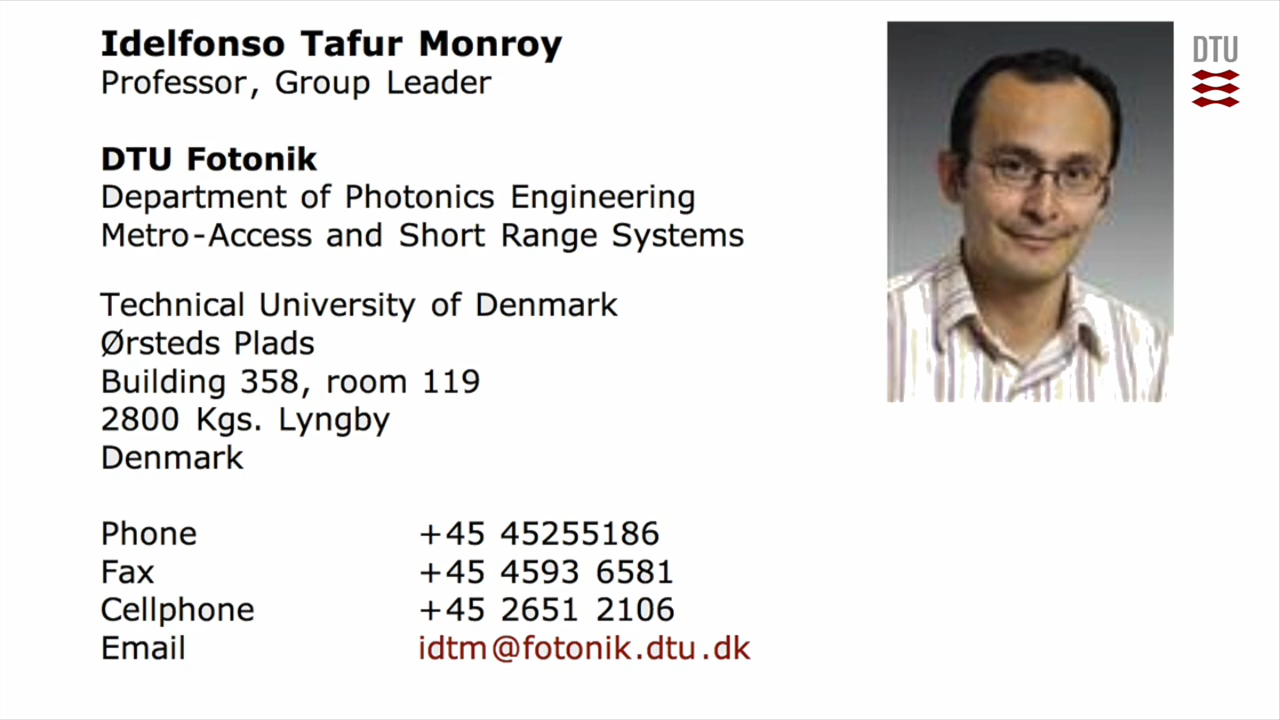 Idelfonso Tafur Monroy
Professor, Group Leader
DTU
DTU Fotonik
Department of Photonics Engineering
Metro-Access and Short Range Systems
Technical University of Denmark
Ørsteds Plads
Building 358, room 119
2800 Kgs. Lyngby
Denmark
Phone +45 45255186
Fax +45 4593 6581
Cellphone +45 2651 2106
Email idtm@fotonik.dtu.dk